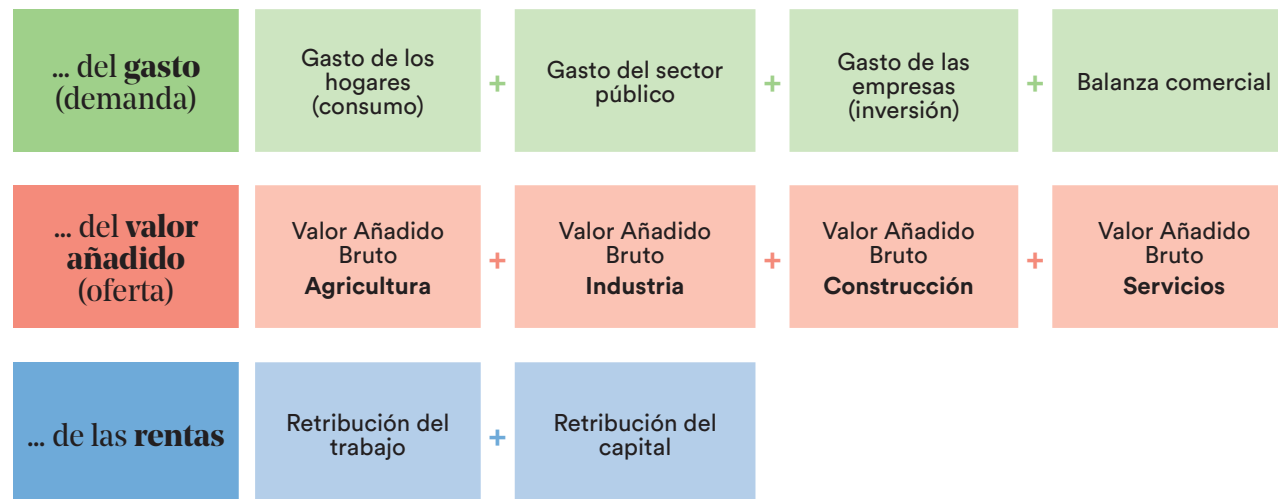 ... del gasto
(demanda)
Gasto de los
hogares
(consumo)
+
Gasto del sector
público
+
Gasto de las
empresas
(inversión)
+
Balanza comercial
... del valor
añadido
(oferta)
Valor Añadido
Bruto
Agricultura
+
Valor Añadido
Bruto
Industria
+
Valor Añadido
Bruto
Construcción
+
Valor Añadido
Bruto
Servicios
... de las rentas
Retribución del
trabajo
+
Retribución del
capital